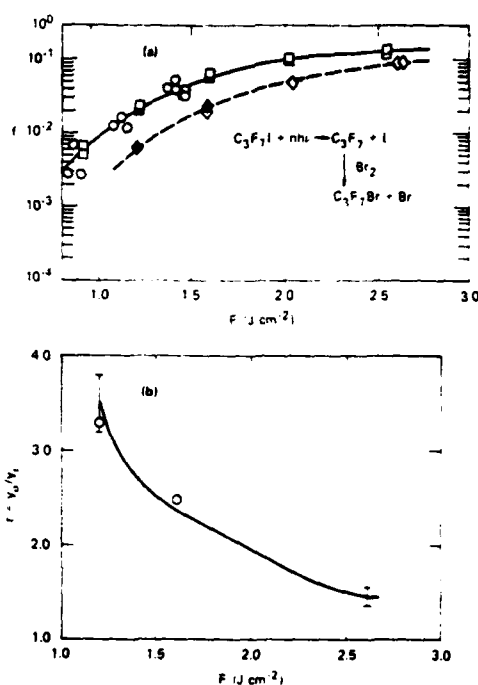 10⁰
(a)
10⁻¹
f
10⁻²
C₃F₇I + nhν → C₃F₇ + I
Br₂
10⁻³
C₃F₇Br + Br
10⁻⁴
1.0 1.5 2.0 2.5 3.0
F (J cm⁻²)
4.0
(b)
3.0
2.0
1.0
1.0 1.5 2.0 2.5 3.0
F (J cm⁻²)